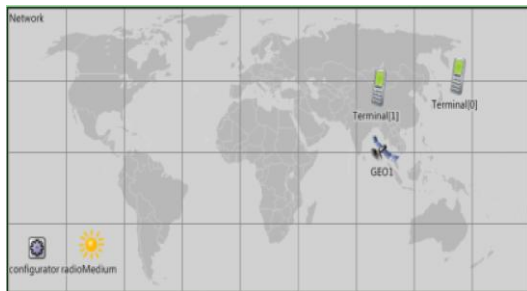 Network
Terminal[0]
Terminal[1]
GEO1
configurator radioMedium